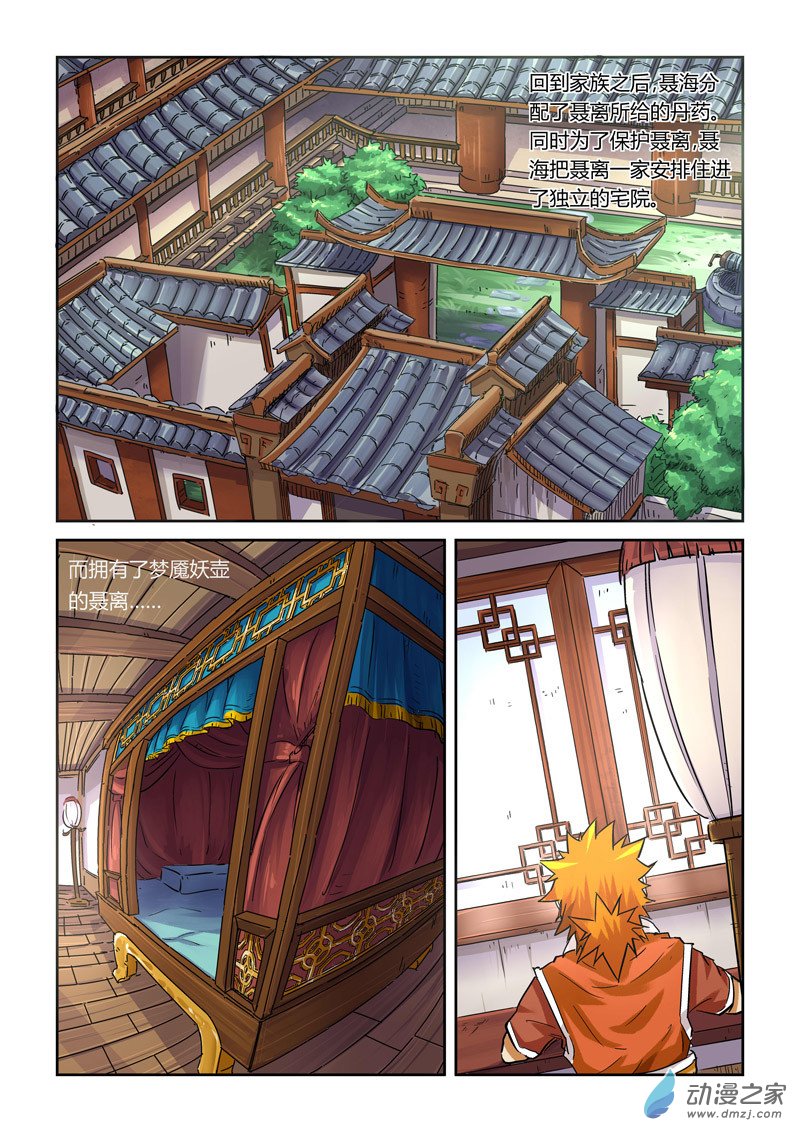 回到家族之后,聂海分
配了聂离所给的丹药。
同时为了保护聂离,聂
海把聂离一家安排住进
了独立的宅院。
而拥有了梦魇妖壶
的聂离……
动漫之家
www.dmzj.com